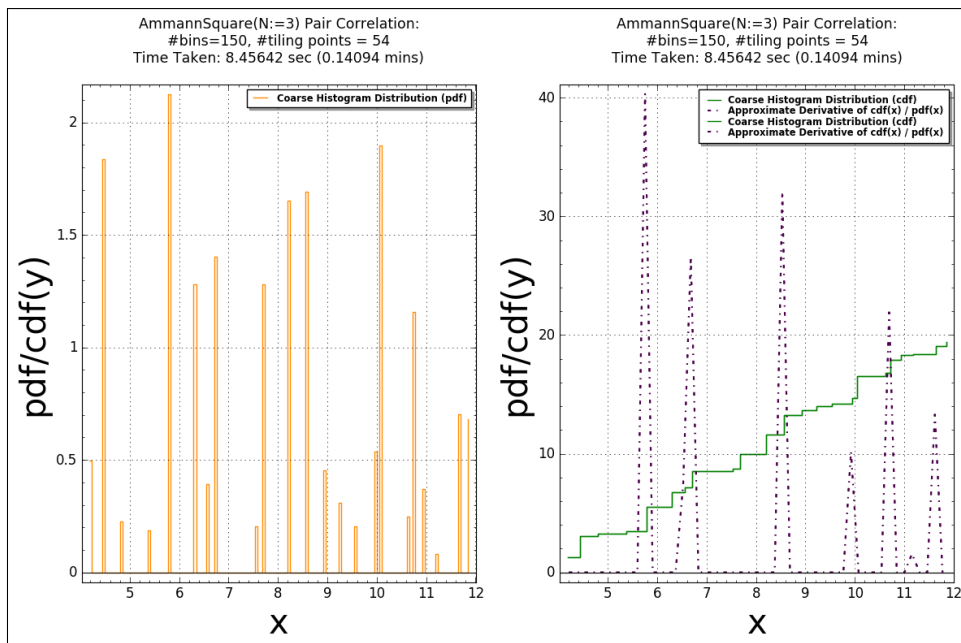 AmmannSquare(N:=3) Pair Correlation:
#bins=150, #tiling points = 54
Time Taken: 8.45642 sec (0.14094 mins)
Coarse Histogram Distribution (pdf)
pdf/cdf(y)
2
1.5
1
0.5
0
5 6 7 8 9 10 11 12
x
AmmannSquare(N:=3) Pair Correlation:
#bins=150, #tiling points = 54
Time Taken: 8.45642 sec (0.14094 mins)
Coarse Histogram Distribution (cdf)
Approximate Derivative of cdf(x) / pdf(x)
Coarse Histogram Distribution (cdf)
Approximate Derivative of cdf(x) / pdf(x)
pdf/cdf(y)
40
30
20
10
0
5 6 7 8 9 10 11 12
x